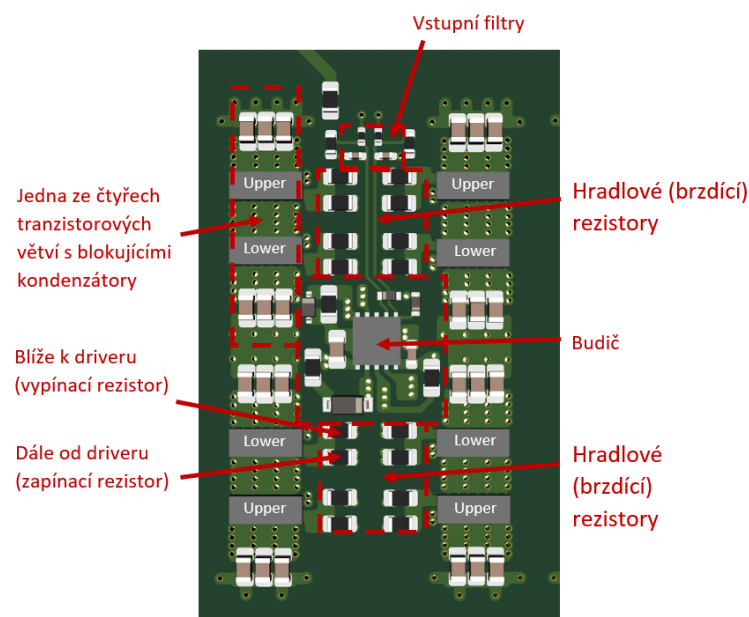 Vstupní filtry
Upper
Upper
Jedna ze čtyřech
tranzistorových
větví s blokujícími
kondenzátory
Hradlové (brzdící)
rezistory
Lower
Lower
Blíže k driveru
(vypínací rezistor)
Budič
Dále od driveru
(zapínací rezistor)
Lower
Lower
Hradlové
(brzdící)
rezistory
Upper
Upper